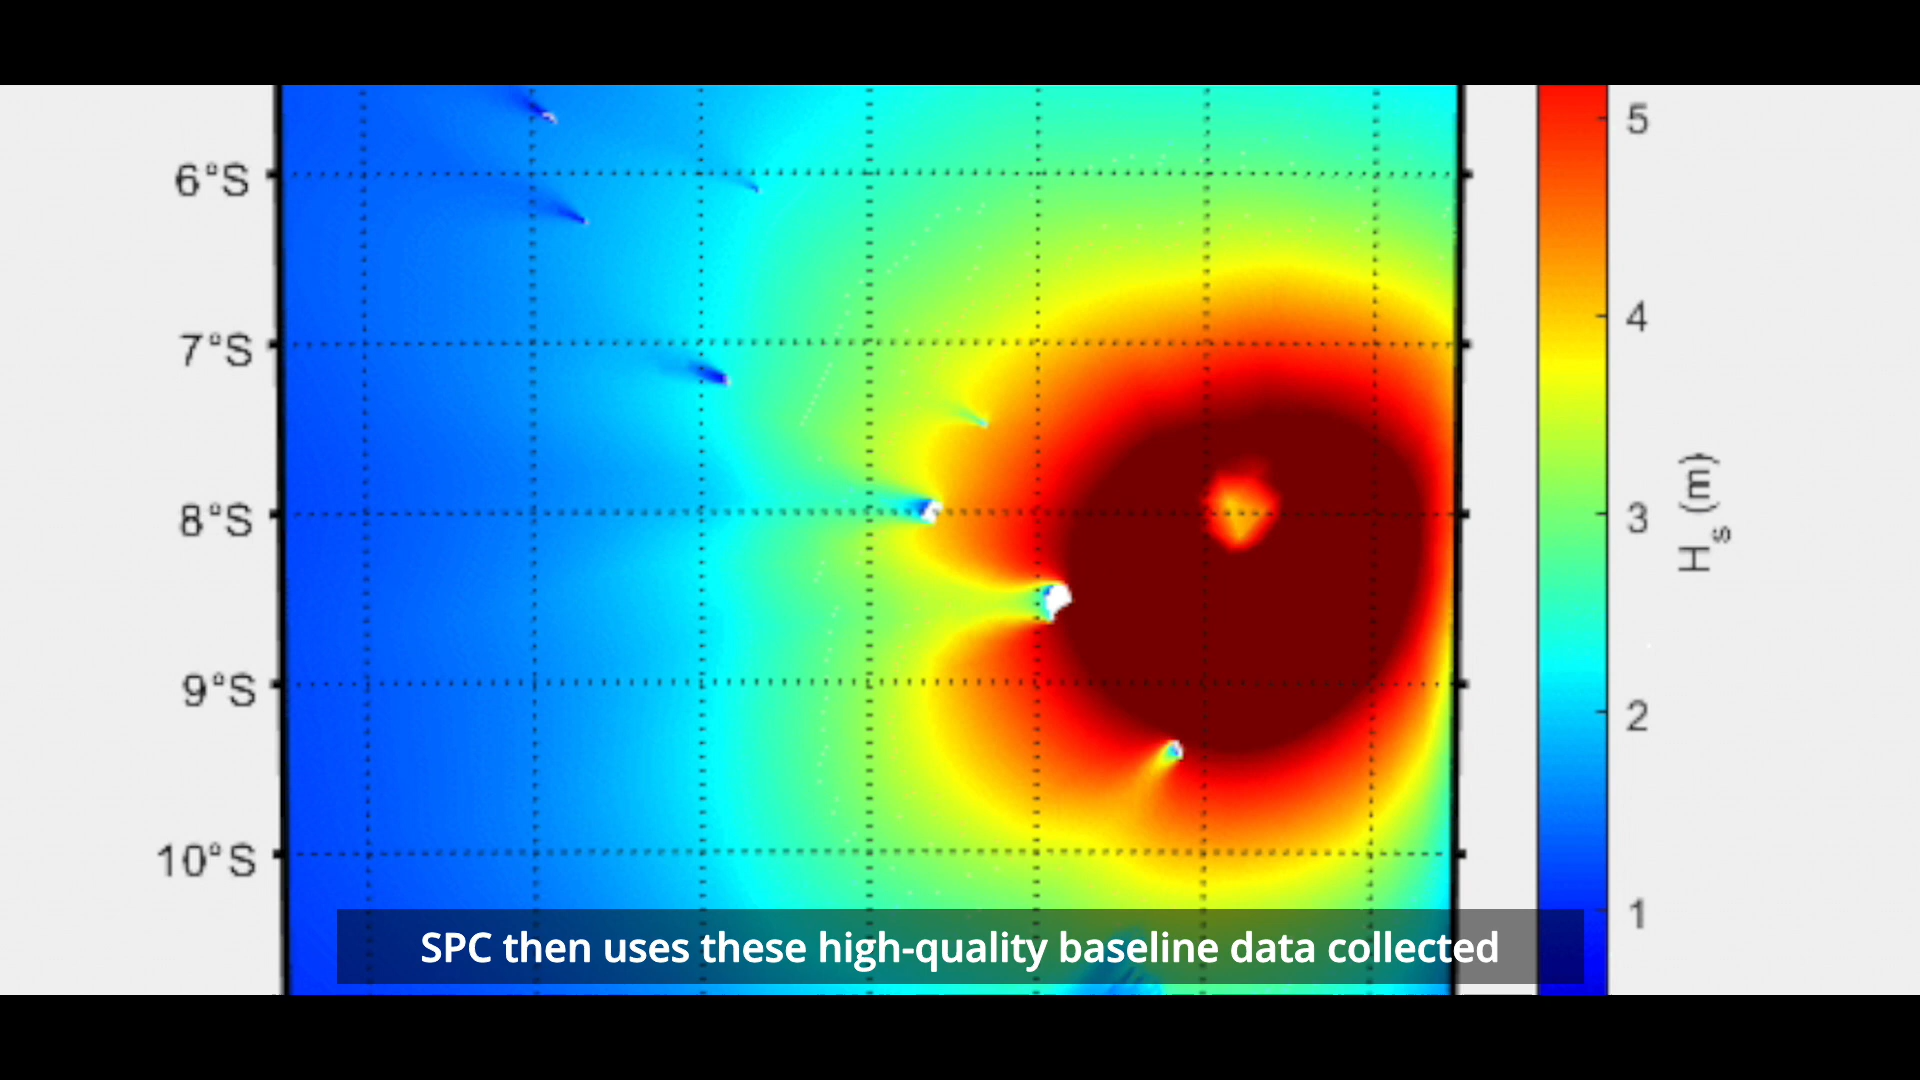 6°S
7°S
8°S
9°S
10°S
5
4
3
2
1
Hs (m)
SPC then uses these high-quality baseline data collected